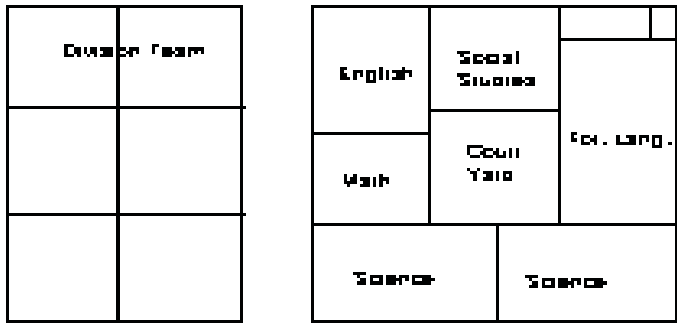 Division Team
English
Social
Studies
For. Lang.
Court
Yard
Math
Science
Science